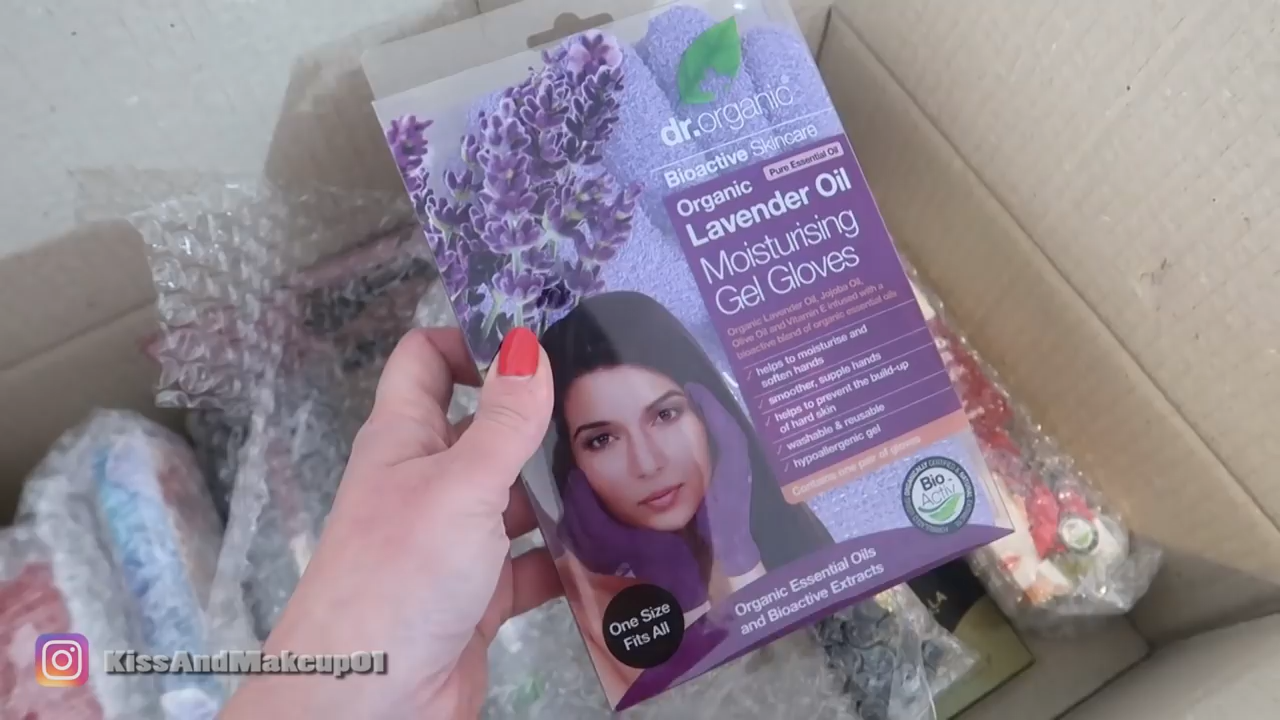 dr.organic
Bioactive Skincare
Pure Essential Oil
Organic
Lavender Oil
Moisturising
Gel Gloves
Organic Lavender Oil, Jojoba Oil,
Olive Oil and Vitamin E infused with a
bioactive blend of organic essential oils
✓ helps to moisturise and
soften hands
✓ smoother, supple hands
✓ helps to prevent the build-up
of hard skin
✓ washable & reusable
✓ hypoallergenic gel
Contains one pair of gloves
Bio
Activ
One Size
Fits All
Organic Essential Oils
and Bioactive Extracts
KissAndMakeup01